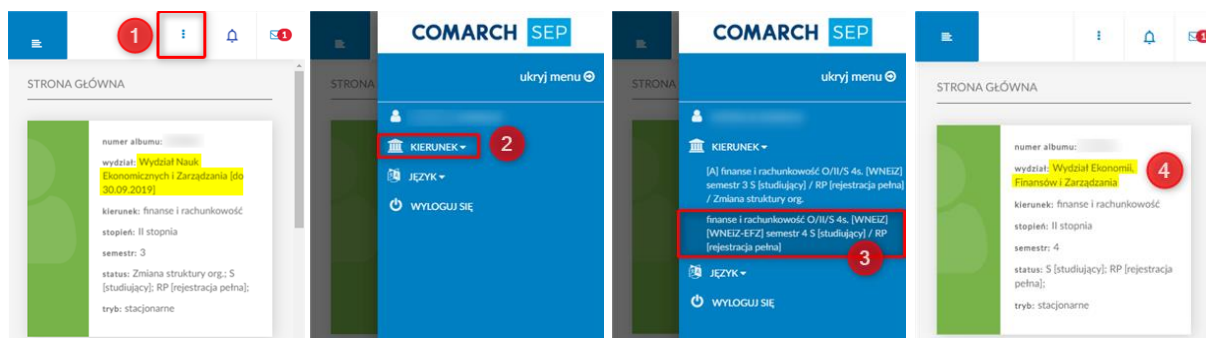 1
1
STRONA GŁÓWNA
numer albumu:
wydział: Wydział Nauk
Ekonomicznych i Zarządzania [do
30.09.2019]
kierunek: finanse i rachunkowość
stopień: II stopnia
semestr: 3
status: Zmiana struktury org.; S
[studiujący]; RP [rejestracja pełna];
tryb: stacjonarne
COMARCH SEP
ukryj menu
STRONA
KIERUNEK
2
JĘZYK
WYLOGUJ SIĘ
COMARCH SEP
ukryj menu
STRONA
KIERUNEK
[A] finanse i rachunkowość O/II/S 4s. [WNEiZ]
semestr 3 S [studiujący] / RP [rejestracja pełna]
/ Zmiana struktury org.
finanse i rachunkowość O/II/S 4s. [WNEiZ]
[WNEiZ-EFZ] semestr 4 S [studiujący] / RP
[rejestracja pełna]
3
JĘZYK
WYLOGUJ SIĘ
1
STRONA GŁÓWNA
numer albumu:
wydział: Wydział Ekonomii,
Finansów i Zarządzania
4
kierunek: finanse i rachunkowość
stopień: II stopnia
semestr: 4
status: S [studiujący]; RP [rejestracja
pełna];
tryb: stacjonarne